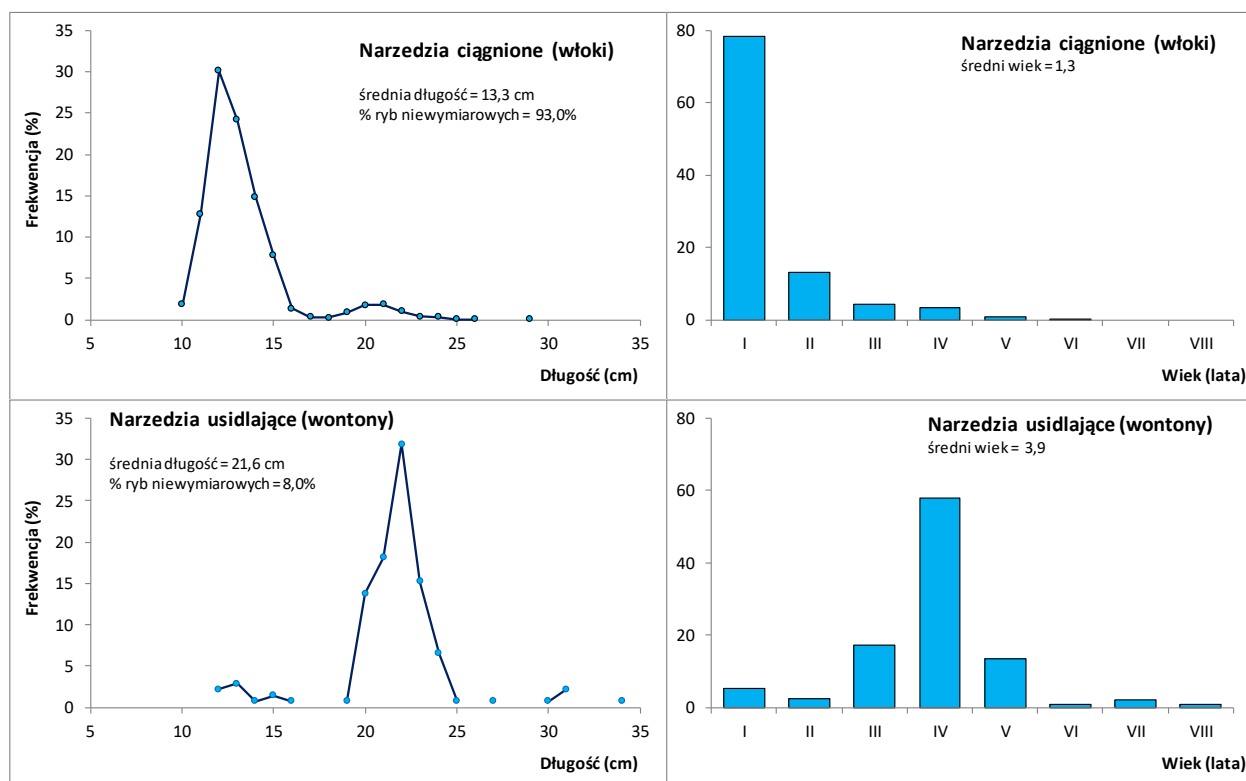 Narzedzia ciągnione (włoki)
średnia długość = 13,3 cm
% ryb niewymiarowych = 93,0%
Frekwencja (%)
35
30
25
20
15
10
5
0
5 10 15 20 25 30 35
Długość (cm)
Narzedzia ciągnione (włoki)
średni wiek = 1,3
80
60
40
20
0
I II III IV V VI VII VIII
Wiek (lata)
Narzedzia usidlające (wontony)
średnia długość = 21,6 cm
% ryb niewymiarowych = 8,0%
Frekwencja (%)
35
30
25
20
15
10
5
0
5 10 15 20 25 30 35
Długość (cm)
Narzedzia usidlające (wontony)
średni wiek = 3,9
80
60
40
20
0
I II III IV V VI VII VIII
Wiek (lata)